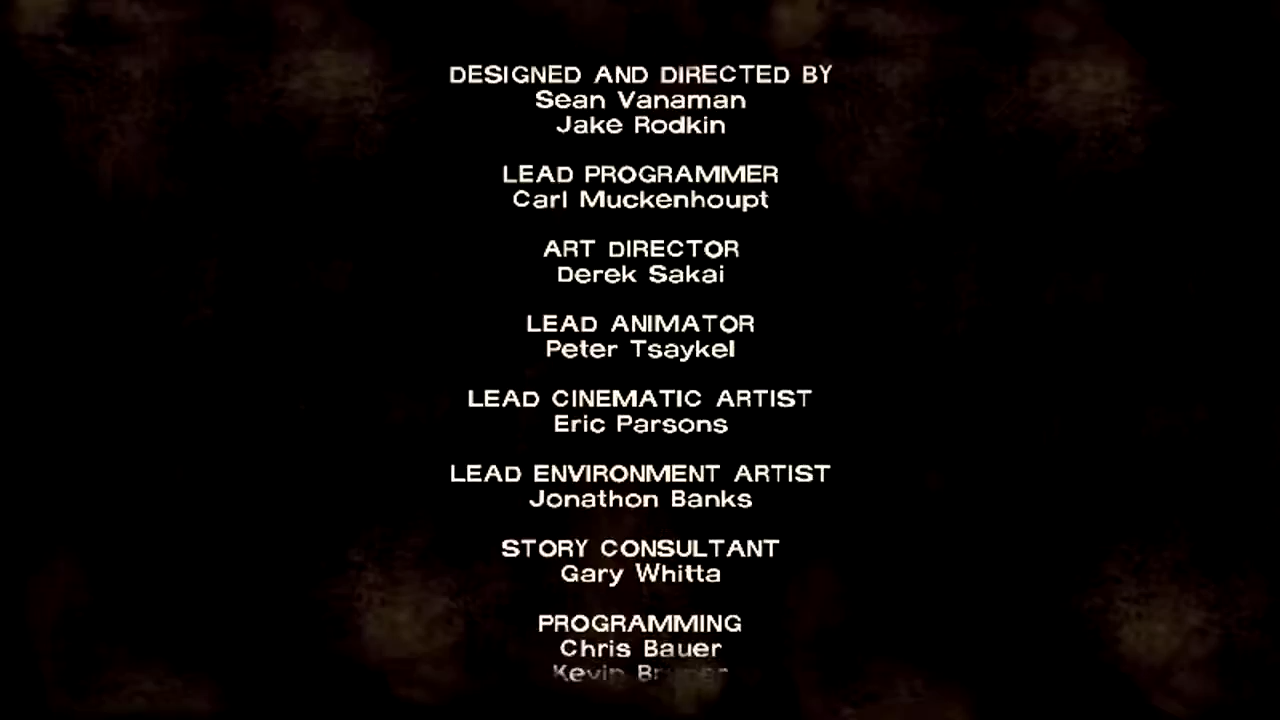 DESIGNED AND DIRECTED BY
Sean Vanaman
Jake Rodkin
LEAD PROGRAMMER
Carl Muckenhoupt
ART DIRECTOR
Derek Sakai
LEAD ANIMATOR
Peter Tsaykel
LEAD CINEMATIC ARTIST
Eric Parsons
LEAD ENVIRONMENT ARTIST
Jonathon Banks
STORY CONSULTANT
Gary Whitta
PROGRAMMING
Chris Bauer
Kevin